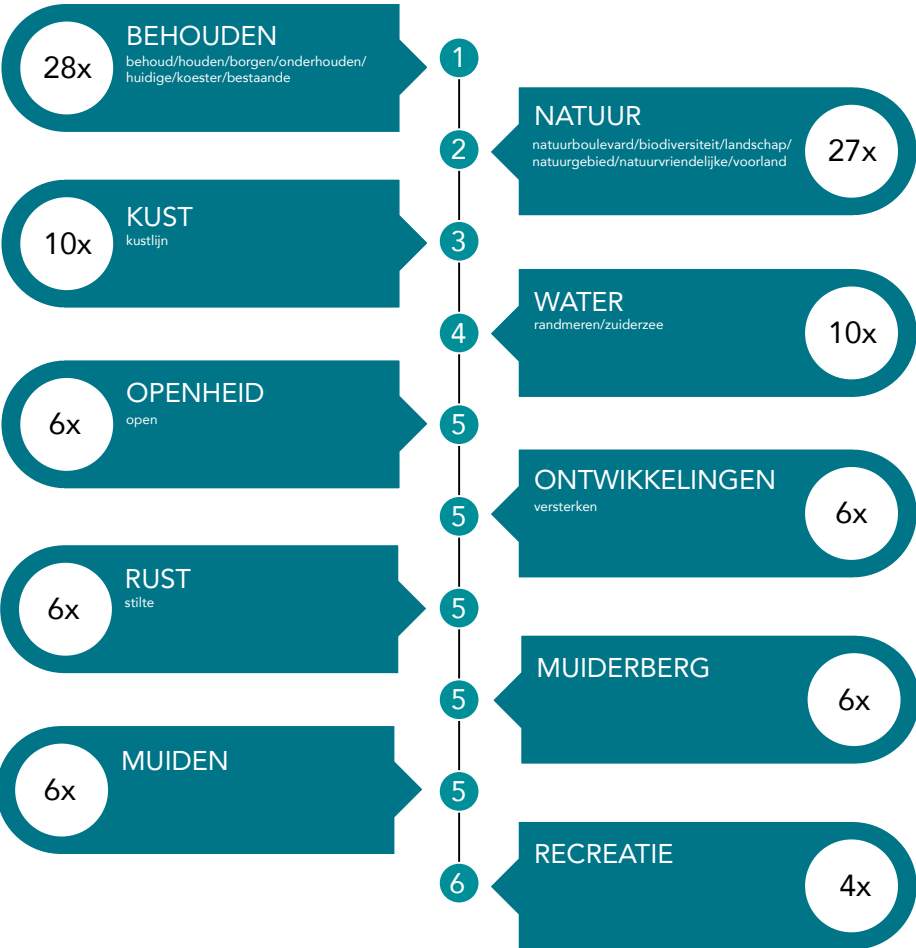 BEHOUDEN
behoud/houden/borgen/onderhouden/
huidige/koester/bestaande
28x
1
NATUUR
natuurboulevard/biodiversiteit/landschap/
natuurgebied/natuurvriendelijke/voorland
27x
2
KUST
kustlijn
10x
3
WATER
randmeren/zuiderzee
10x
4
OPENHEID
open
6x
5
ONTWIKKELINGEN
versterken
6x
5
RUST
stilte
6x
5
MUIDERBERG
6x
5
MUIDEN
6x
5
RECREATIE
4x
6